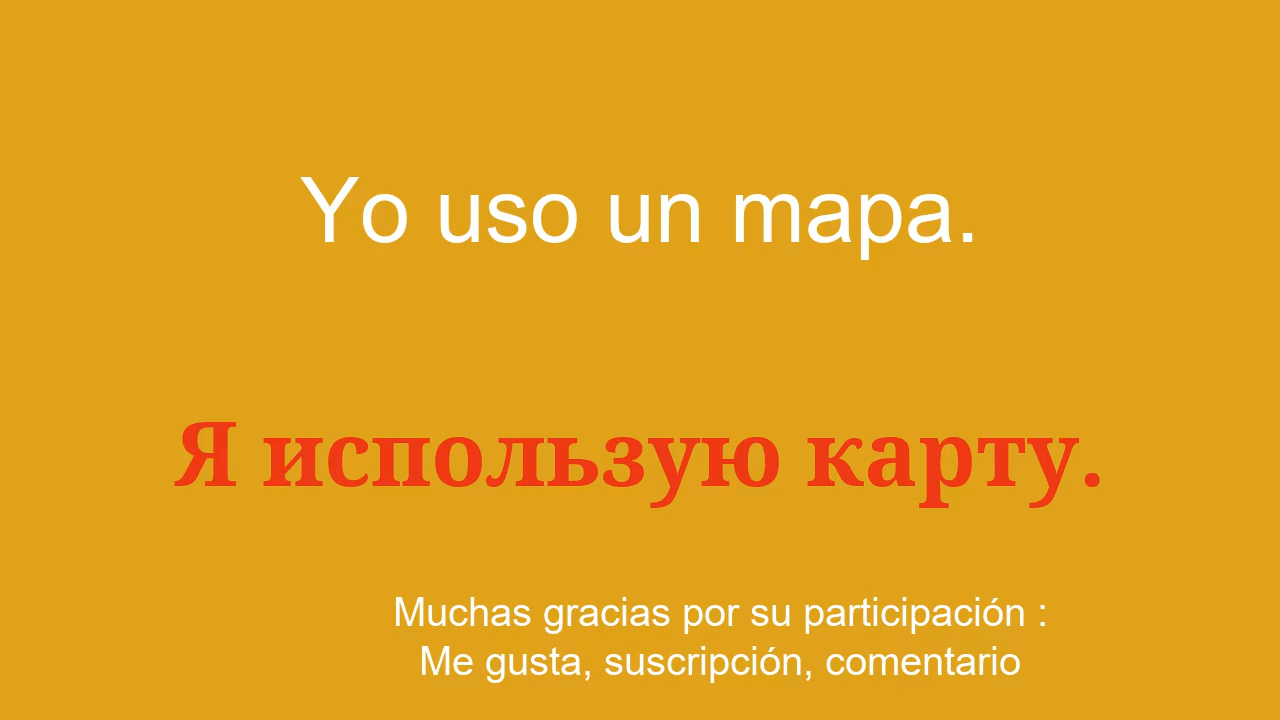 Yo uso un mapa.
Я использую карту.
Muchas gracias por su participación :
Me gusta, suscripción, comentario